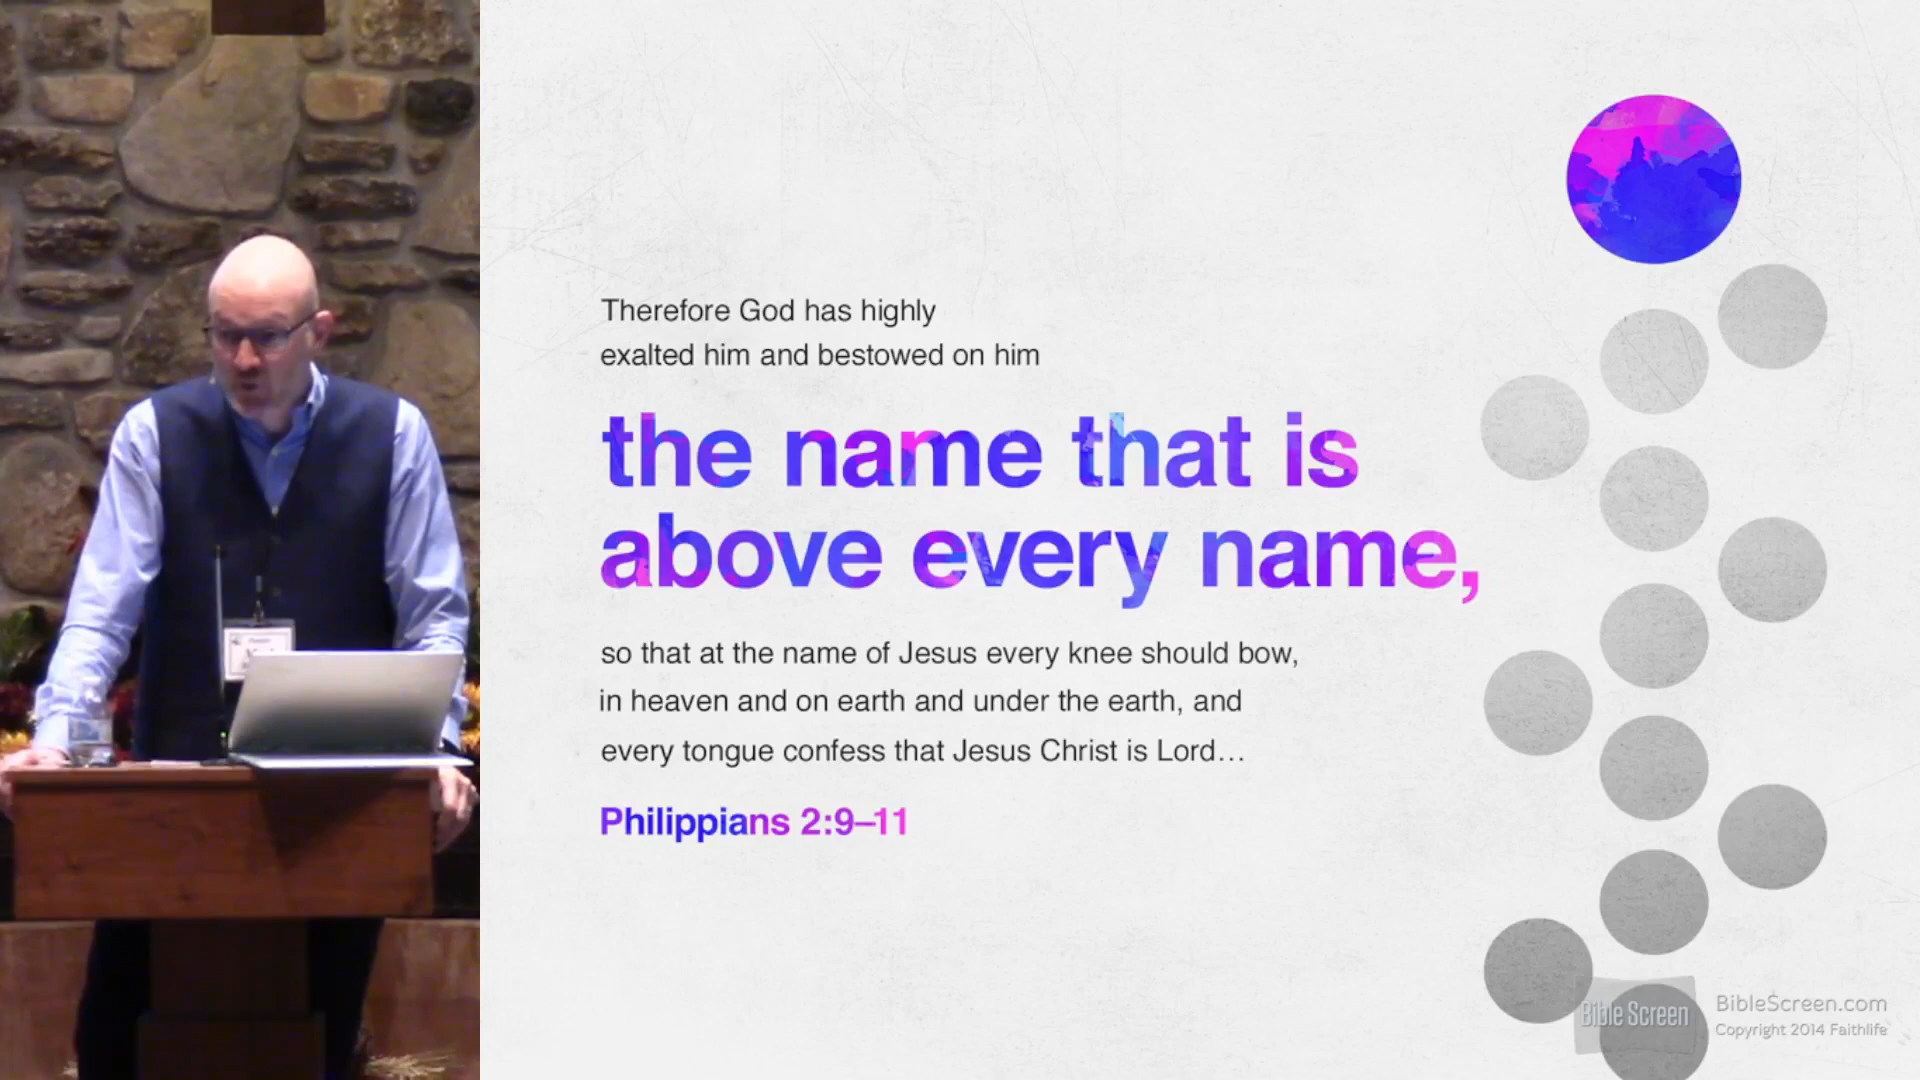 Therefore God has highly
exalted him and bestowed on him
the name that is
above every name,
so that at the name of Jesus every knee should bow,
in heaven and on earth and under the earth, and
every tongue confess that Jesus Christ is Lord…
Philippians 2:9–11
Bible Screen
BibleScreen.com
Copyright 2014 Faithlife